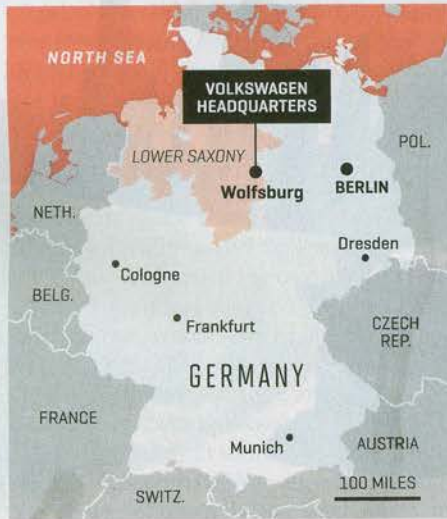 NORTH SEA
VOLKSWAGEN
HEADQUARTERS
LOWER SAXONY
POL.
Wolfsburg
BERLIN
NETH.
Dresden
Cologne
BELG.
Frankfurt
CZECH
REP.
GERMANY
FRANCE
Munich
AUSTRIA
SWITZ.
100 MILES